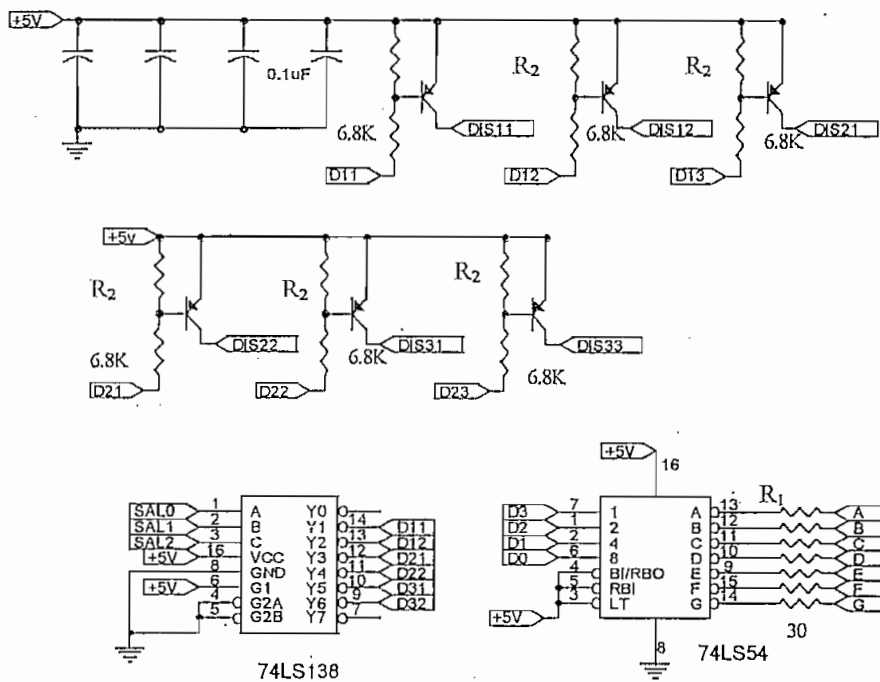 +5V
0.1uF
R2
R2
6.8K
DIS11
6.8K
DIS12
6.8K
DIS21
D11
D12
D13
+5V
R2
R2
R2
DIS22
DIS31
DIS33
6.8K
6.8K
6.8K
D21
D22
D23
SAL0 1 A Y0
SAL1 2 B Y1 14 D11
SAL2 3 C Y2 13 D12
+5V 16 VCC Y3 12 D21
8 GND Y4 11 D22
+5V 6 G1 Y5 10 D31
4 G2A Y6 9 D32
5 G2B Y7 7
74LS138
+5V 16
D3 7 1 A 13 R1 A
D2 1 2 B 12 B
D1 2 4 C 11 C
D0 6 8 D 10 D
4 BI/RBO E 9 E
5 RBI F 15 F
3 LT G 14 G
+5V
30
8
74LS54